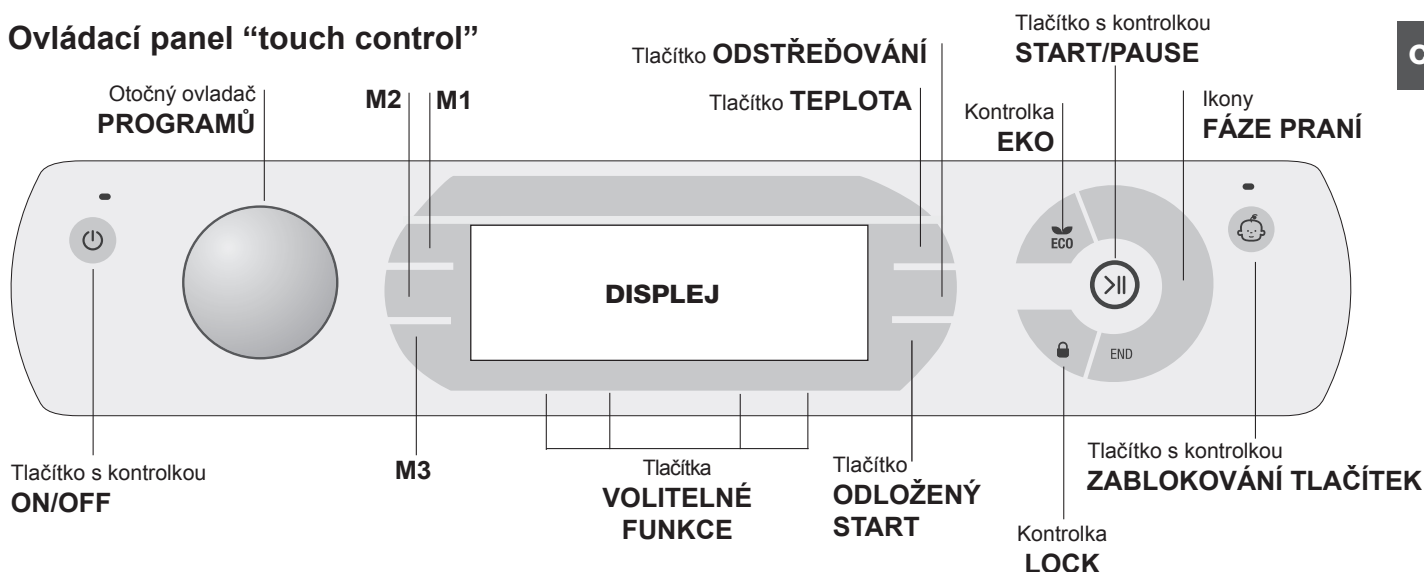 Ovládací panel “touch control”
Otočný ovladač
PROGRAMŮ
M2
M1
Tlačítko ODSTŘEĎOVÁNÍ
Tlačítko TEPLOTA
Tlačítko s kontrolkou
START/PAUSE
Kontrolka
EKO
Ikony
FÁZE PRANÍ
DISPLEJ
ECO
END
Tlačítko s kontrolkou
ON/OFF
M3
Tlačítka
VOLITELNÉ
FUNKCE
Tlačítko
ODLOŽENÝ
START
Kontrolka
LOCK
Tlačítko s kontrolkou
ZABLOKOVÁNÍ TLAČÍTEK